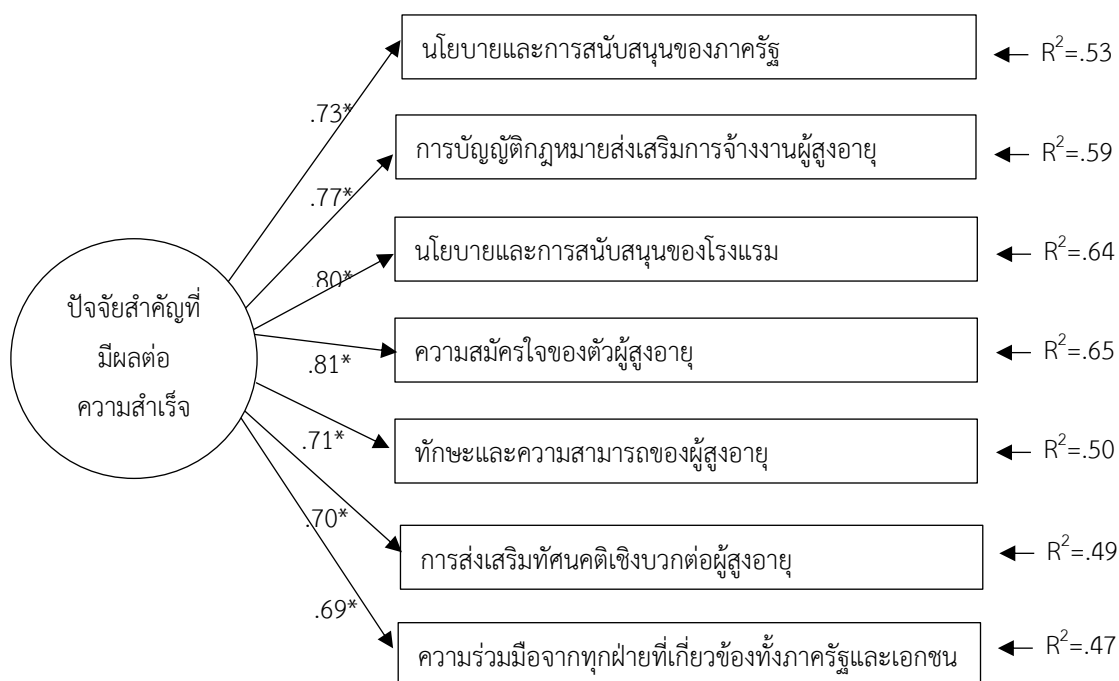 นโยบายและการสนับสนุนของภาครัฐ
R²=.53
.73*
การบัญญัติกฎหมายส่งเสริมการจ้างงานผู้สูงอายุ
R²=.59
.77*
นโยบายและการสนับสนุนของโรงแรม
R²=.64
.80*
ปัจจัยสำคัญที่
มีผลต่อ
ความสำเร็จ
ความสมัครใจของตัวผู้สูงอายุ
R²=.65
.81*
ทักษะและความสามารถของผู้สูงอายุ
R²=.50
.71*
การส่งเสริมทัศนคติเชิงบวกต่อผู้สูงอายุ
R²=.49
.70*
ความร่วมมือจากทุกฝ่ายที่เกี่ยวข้องทั้งภาครัฐและเอกชน
R²=.47
.69*